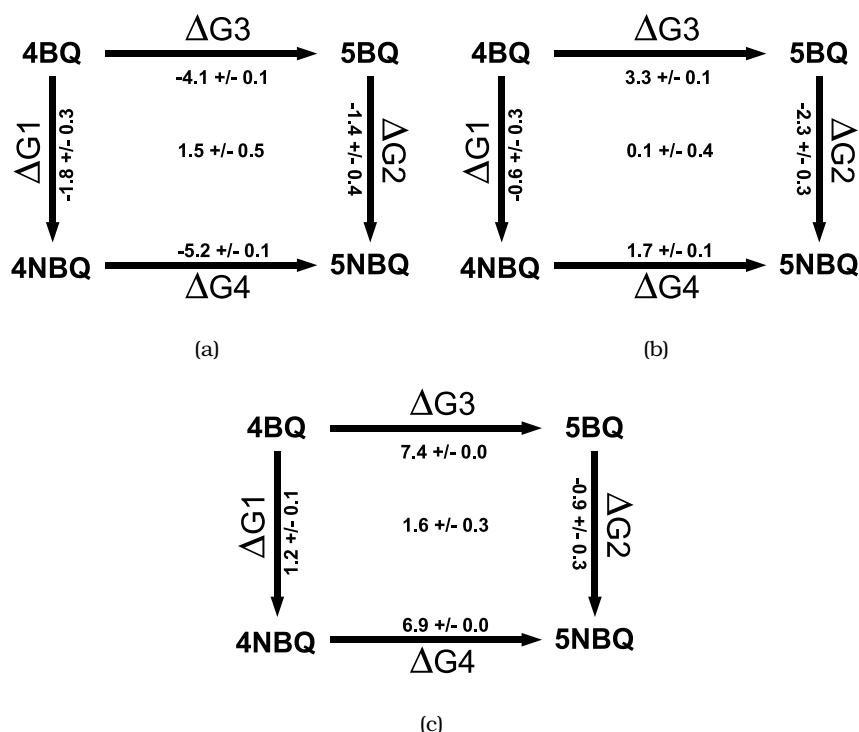 ΔG3
4BQ 5BQ
-4.1 +/- 0.1
ΔG1
-1.8 +/- 0.3
1.5 +/- 0.5
-1.4 +/- 0.4
ΔG2
-5.2 +/- 0.1
4NBQ 5NBQ
ΔG4
(a)
ΔG3
4BQ 5BQ
3.3 +/- 0.1
ΔG1
-0.6 +/- 0.3
0.1 +/- 0.4
-2.3 +/- 0.3
ΔG2
1.7 +/- 0.1
4NBQ 5NBQ
ΔG4
(b)
ΔG3
4BQ 5BQ
7.4 +/- 0.0
ΔG1
1.2 +/- 0.1
1.6 +/- 0.3
-0.9 +/- 0.3
ΔG2
6.9 +/- 0.0
4NBQ 5NBQ
ΔG4
(c)